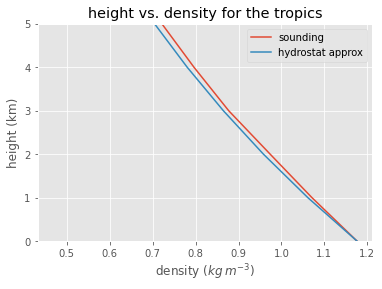 height vs. density for the tropics
sounding
hydrostat approx
height (km)
5
4
3
2
1
0
0.5 0.6 0.7 0.8 0.9 1.0 1.1 1.2
density (kg m⁻³)